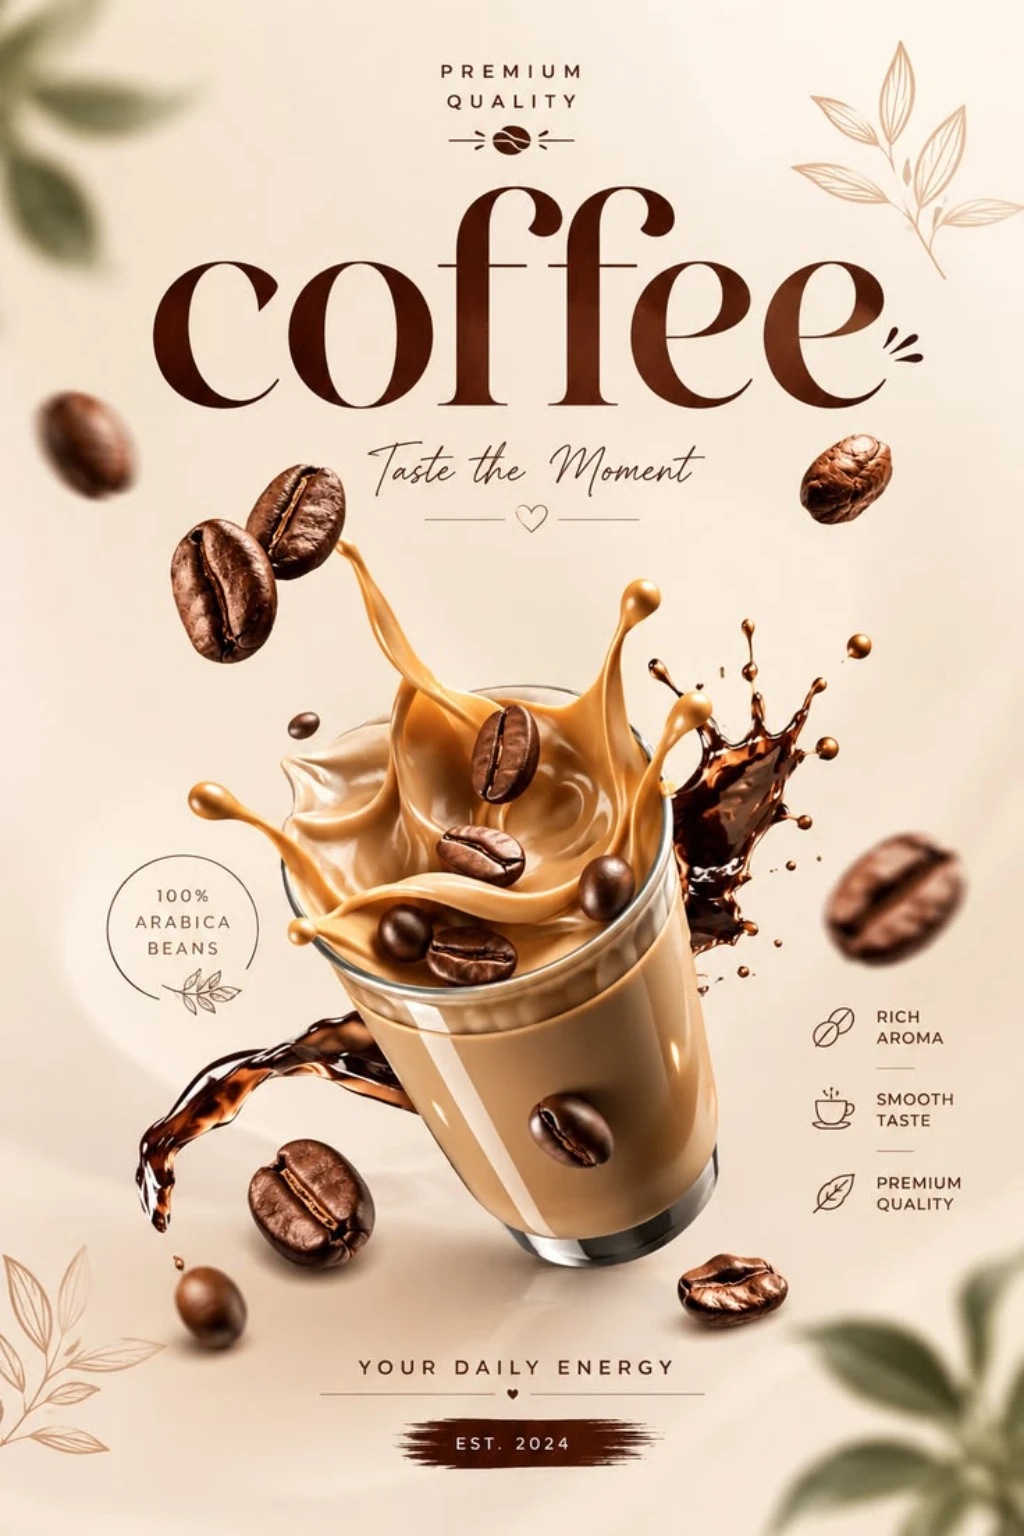 PREMIUM
QUALITY
coffee
Taste the Moment
100%
ARABICA
BEANS
RICH
AROMA
SMOOTH
TASTE
PREMIUM
QUALITY
YOUR DAILY ENERGY
EST. 2024